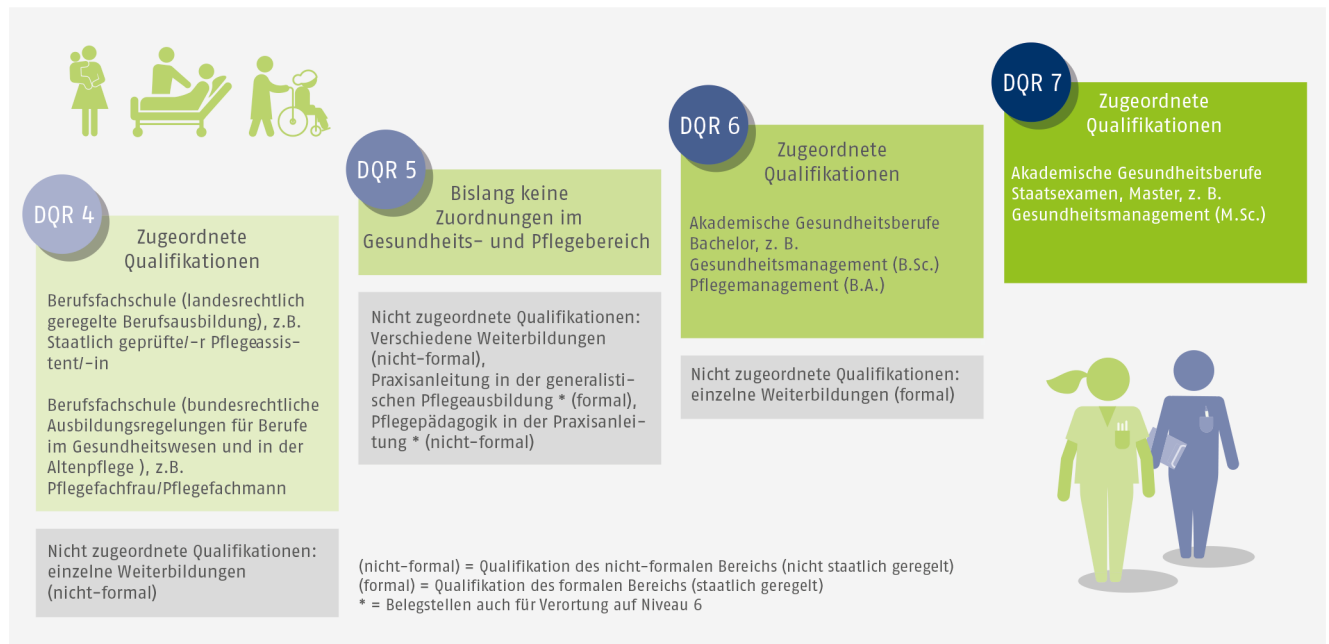 DQR 4
Zugeordnete
Qualifikationen
Berufsfachschule (landesrechtlich
geregelte Berufsausbildung), z.B.
Staatlich geprüfte/-r Pflegeassis-
tent/-in
Berufsfachschule (bundesrechtliche
Ausbildungsregelungen für Berufe
im Gesundheitswesen und in der
Altenpflege ), z.B.
Pflegefachfrau/Pflegefachmann
Nicht zugeordnete Qualifikationen:
einzelne Weiterbildungen
(nicht-formal)
DQR 5
Bislang keine
Zuordnungen im
Gesundheits- und Pflegebereich
Nicht zugeordnete Qualifikationen:
Verschiedene Weiterbildungen
(nicht-formal),
Praxisanleitung in der generalisti-
schen Pflegeausbildung * (formal),
Pflegepädagogik in der Praxisanlei-
tung * (nicht-formal)
DQR 6
Zugeordnete
Qualifikationen
Akademische Gesundheitsberufe
Bachelor, z. B.
Gesundheitsmanagement (B.Sc.)
Pflegemanagement (B.A.)
Nicht zugeordnete Qualifikationen:
einzelne Weiterbildungen (formal)
DQR 7
Zugeordnete
Qualifikationen
Akademische Gesundheitsberufe
Staatsexamen, Master, z. B.
Gesundheitsmanagement (M.Sc.)
(nicht-formal) = Qualifikation des nicht-formalen Bereichs (nicht staatlich geregelt)
(formal) = Qualifikation des formalen Bereichs (staatlich geregelt)
* = Belegstellen auch für Verortung auf Niveau 6